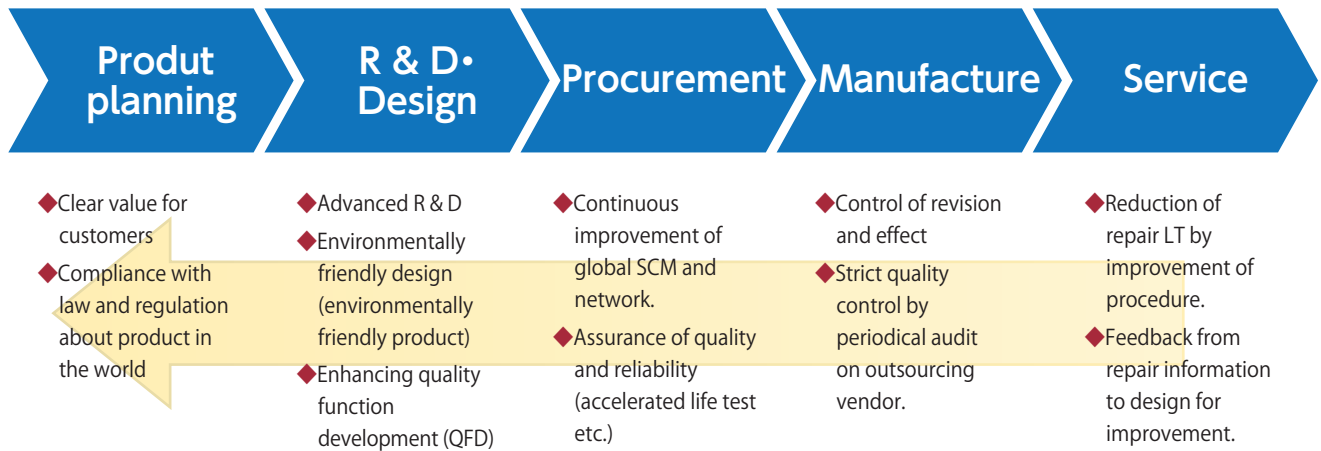 Produt
planning
R & D•
Design
Procurement
Manufacture
Service
◆Clear value for
customers
◆Compliance with
law and regulation
about product in
the world
◆Advanced R & D
◆Environmentally
friendly design
(environmentally
friendly product)
◆Enhancing quality
function
development (QFD)
◆Continuous
improvement of
global SCM and
network.
◆Assurance of quality
and reliability
(accelerated life test
etc.)
◆Control of revision
and effect
◆Strict quality
control by
periodical audit
on outsourcing
vendor.
◆Reduction of
repair LT by
improvement of
procedure.
◆Feedback from
repair information
to design for
improvement.